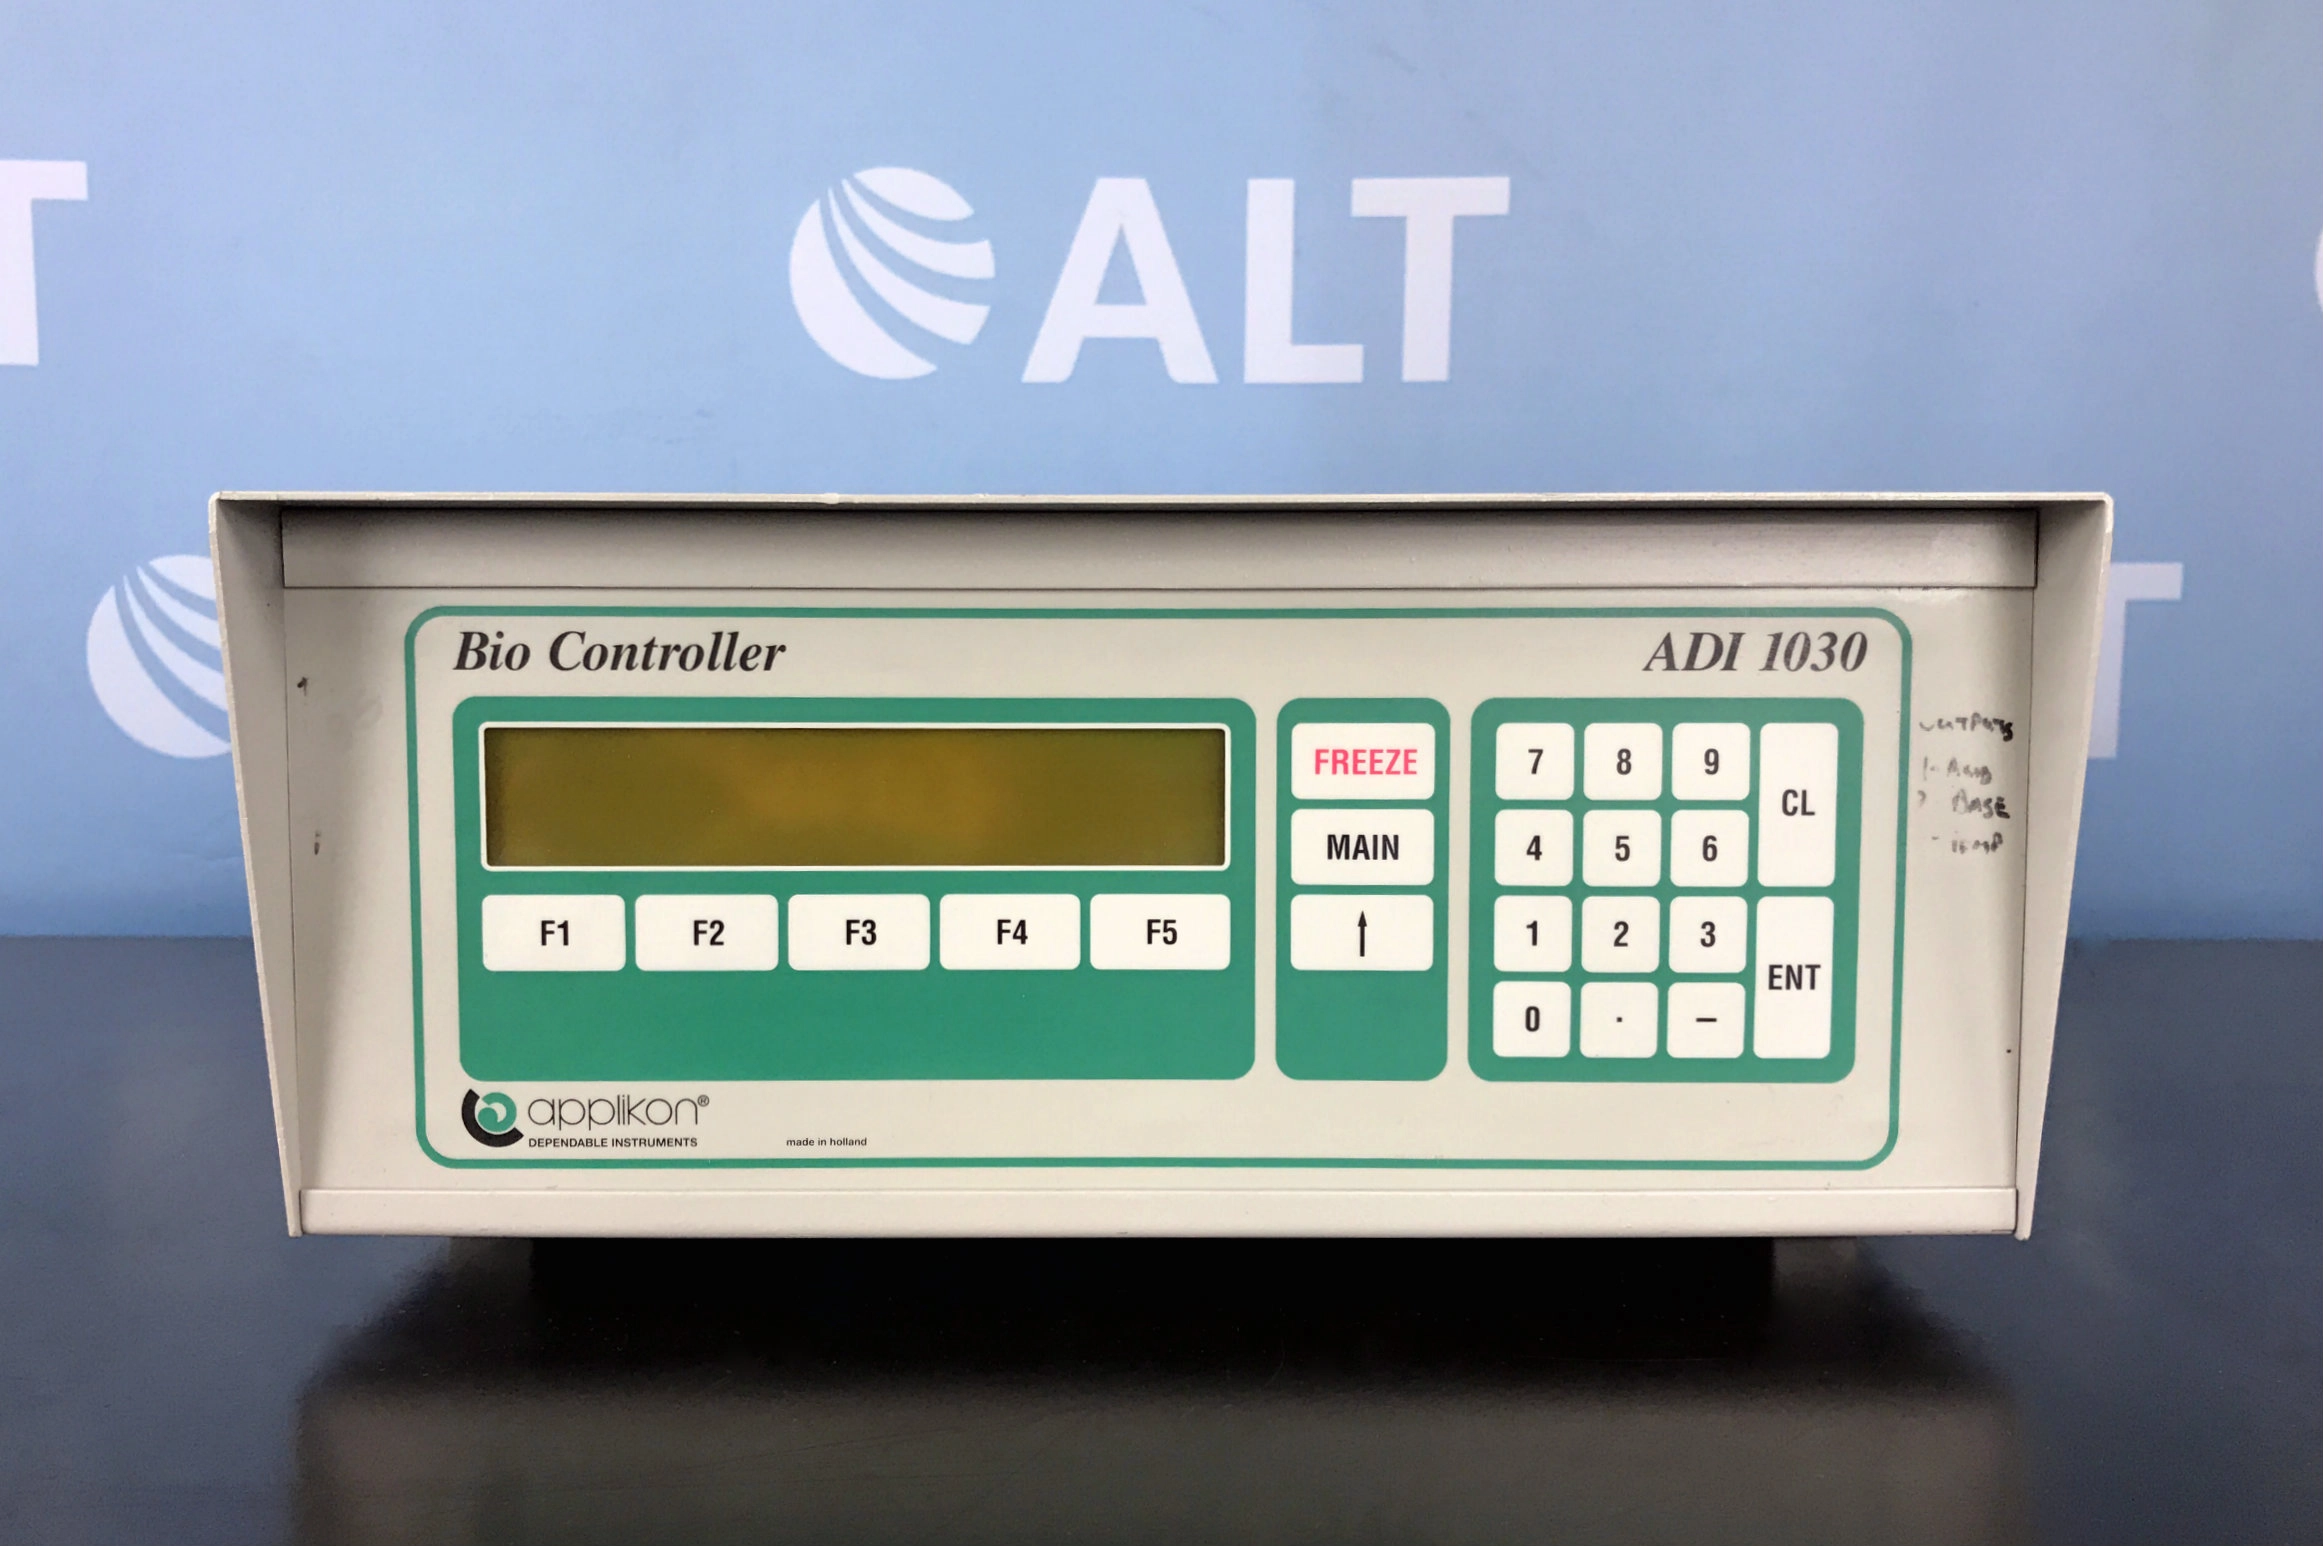 ALT
Bio Controller
ADI 1030
FREEZE
MAIN
↑
F1 F2 F3 F4 F5
7 8 9 CL
4 5 6
1 2 3 ENT
0 . –
applikon®
DEPENDABLE INSTRUMENTS
made in holland
OUTPUTS
BASE